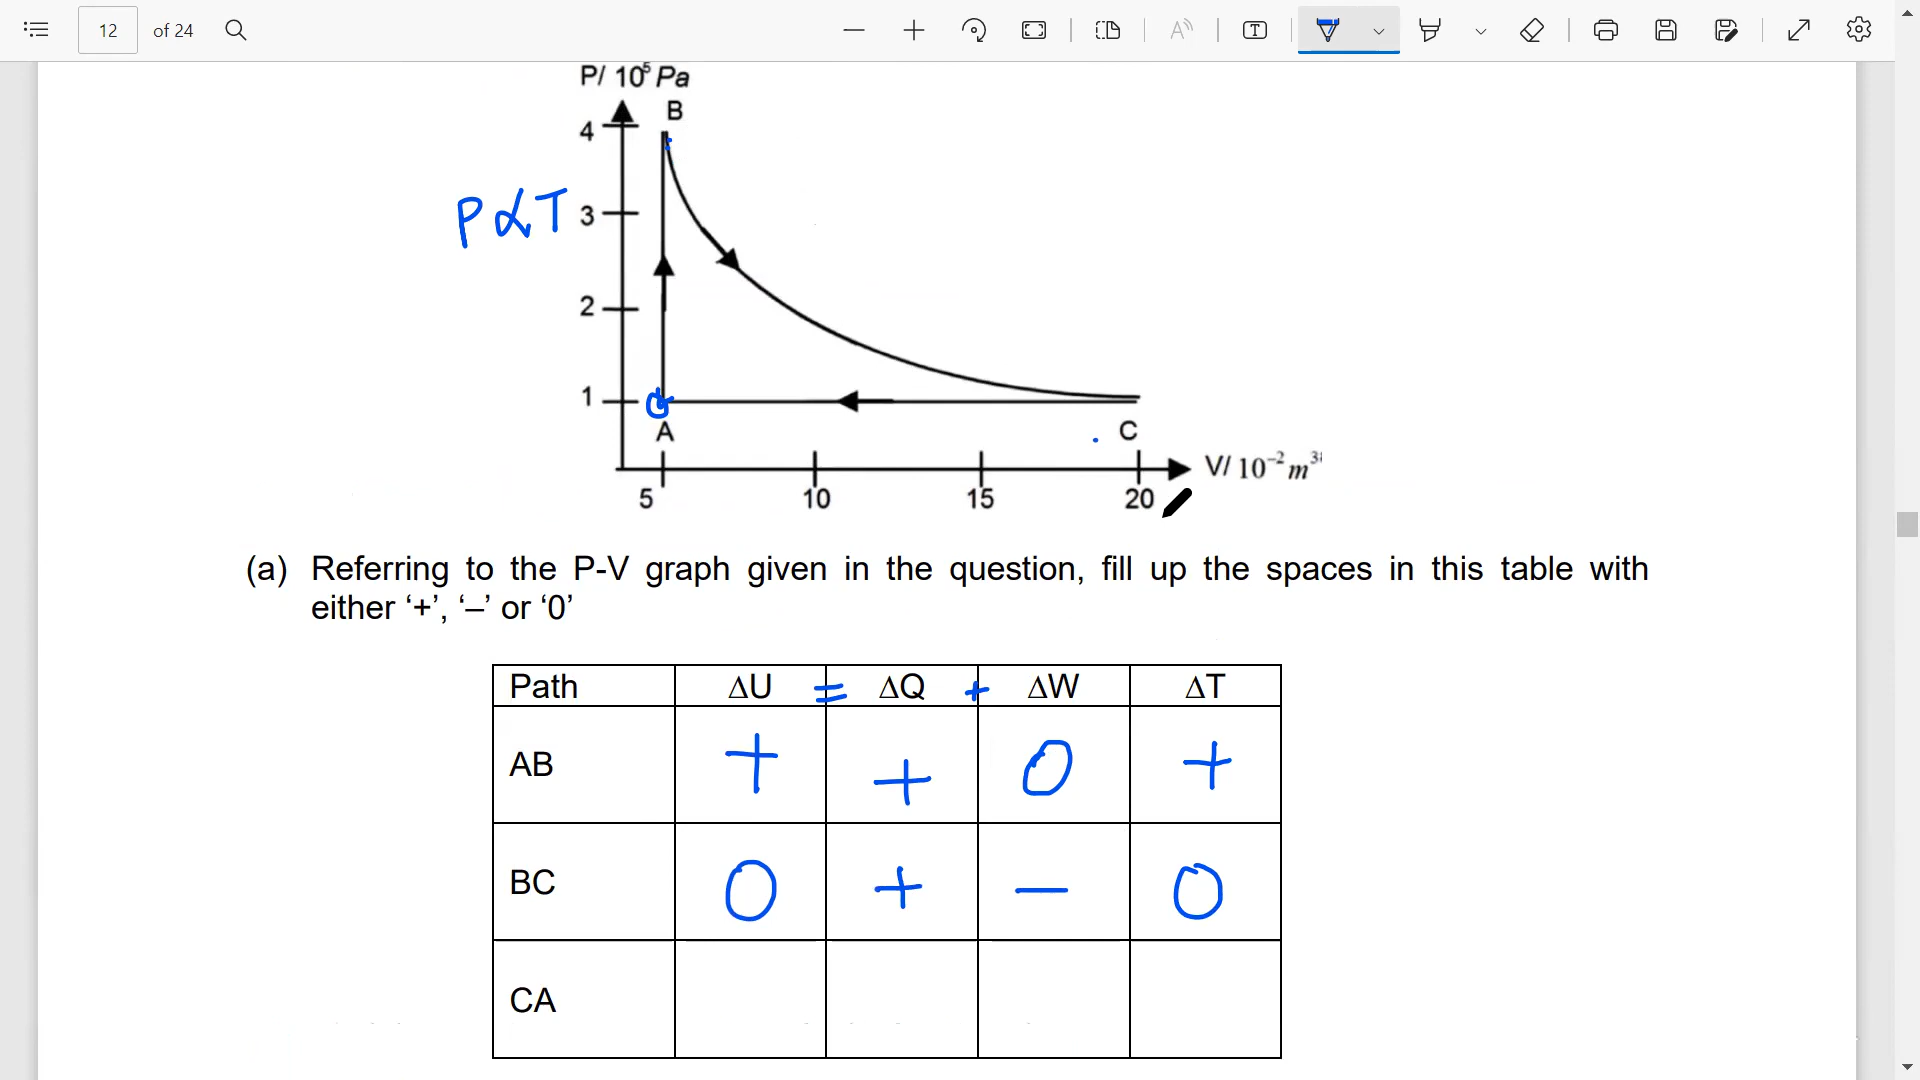 12 of 24
P/ 10⁵ Pa
B
4
P ∝ T
3
2
1
A
C
V/ 10⁻² m³
5 10 15 20
(a) Referring to the P-V graph given in the question, fill up the spaces in this table with
either ‘+’, ‘–’ or ‘0’
Path ΔU = ΔQ + ΔW ΔT
AB + + 0 +
BC 0 + – 0
CA